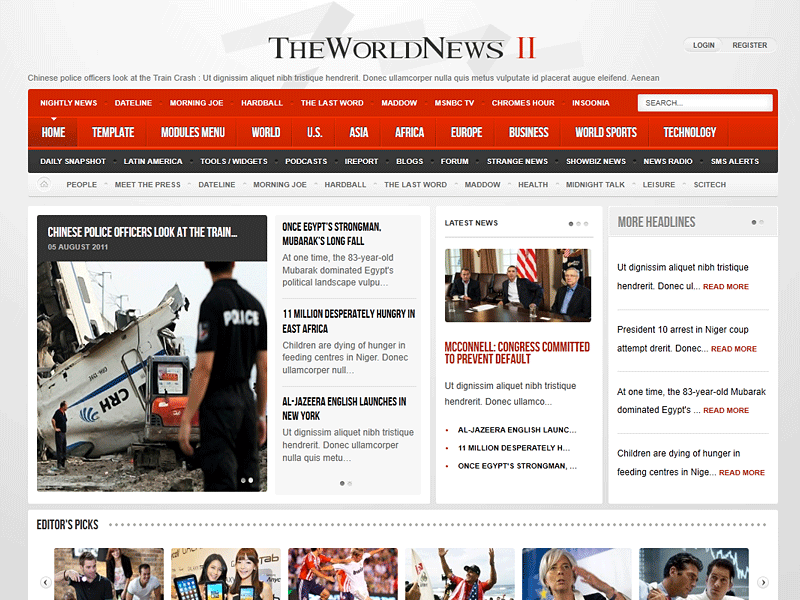 THEWORLDNEWS II
LOGIN REGISTER
Chinese police officers look at the Train Crash : Ut dignissim aliquet nibh tristique hendrerit. Donec ullamcorper nulla quis metus vulputate id placerat augue eleifend. Aenean
NIGHTLY NEWS DATELINE MORNING JOE HARDBALL THE LAST WORD MADDOW MSNBC TV CHROMES HOUR INSOONIA SEARCH...
HOME TEMPLATE MODULES MENU WORLD U.S. ASIA AFRICA EUROPE BUSINESS WORLD SPORTS TECHNOLOGY
DAILY SNAPSHOT LATIN AMERICA TOOLS / WIDGETS PODCASTS IREPORT BLOGS FORUM STRANGE NEWS SHOWBIZ NEWS NEWS RADIO SMS ALERTS
PEOPLE MEET THE PRESS DATELINE MORNING JOE HARDBALL THE LAST WORD MADDOW HEALTH MIDNIGHT TALK LEISURE SCITECH
CHINESE POLICE OFFICERS LOOK AT THE TRAIN...
05 AUGUST 2011
POLICE
CRH
ONCE EGYPT'S STRONGMAN,
MUBARAK'S LONG FALL
At one time, the 83-year-old
Mubarak dominated Egypt's
political landscape vulpu...
11 MILLION DESPERATELY HUNGRY IN
EAST AFRICA
Children are dying of hunger in
feeding centres in Niger. Donec
ullamcorper null...
AL-JAZEERA ENGLISH LAUNCHES IN
NEW YORK
Ut dignissim aliquet nibh tristique
hendrerit. Donec ullamcorper
nulla quis metu...
LATEST NEWS
MCCONNELL: CONGRESS COMMITTED
TO PREVENT DEFAULT
Ut dignissim aliquet nibh tristique
hendrerit. Donec ullamco...
AL-JAZEERA ENGLISH LAUNC...
11 MILLION DESPERATELY H...
ONCE EGYPT'S STRONGMAN, ...
MORE HEADLINES
Ut dignissim aliquet nibh tristique
hendrerit. Donec ul... READ MORE
President 10 arrest in Niger coup
attempt drerit. Donec... READ MORE
At one time, the 83-year-old Mubarak
dominated Egypt's ... READ MORE
Children are dying of hunger in
feeding centres in Nige... READ MORE
EDITOR'S PICKS